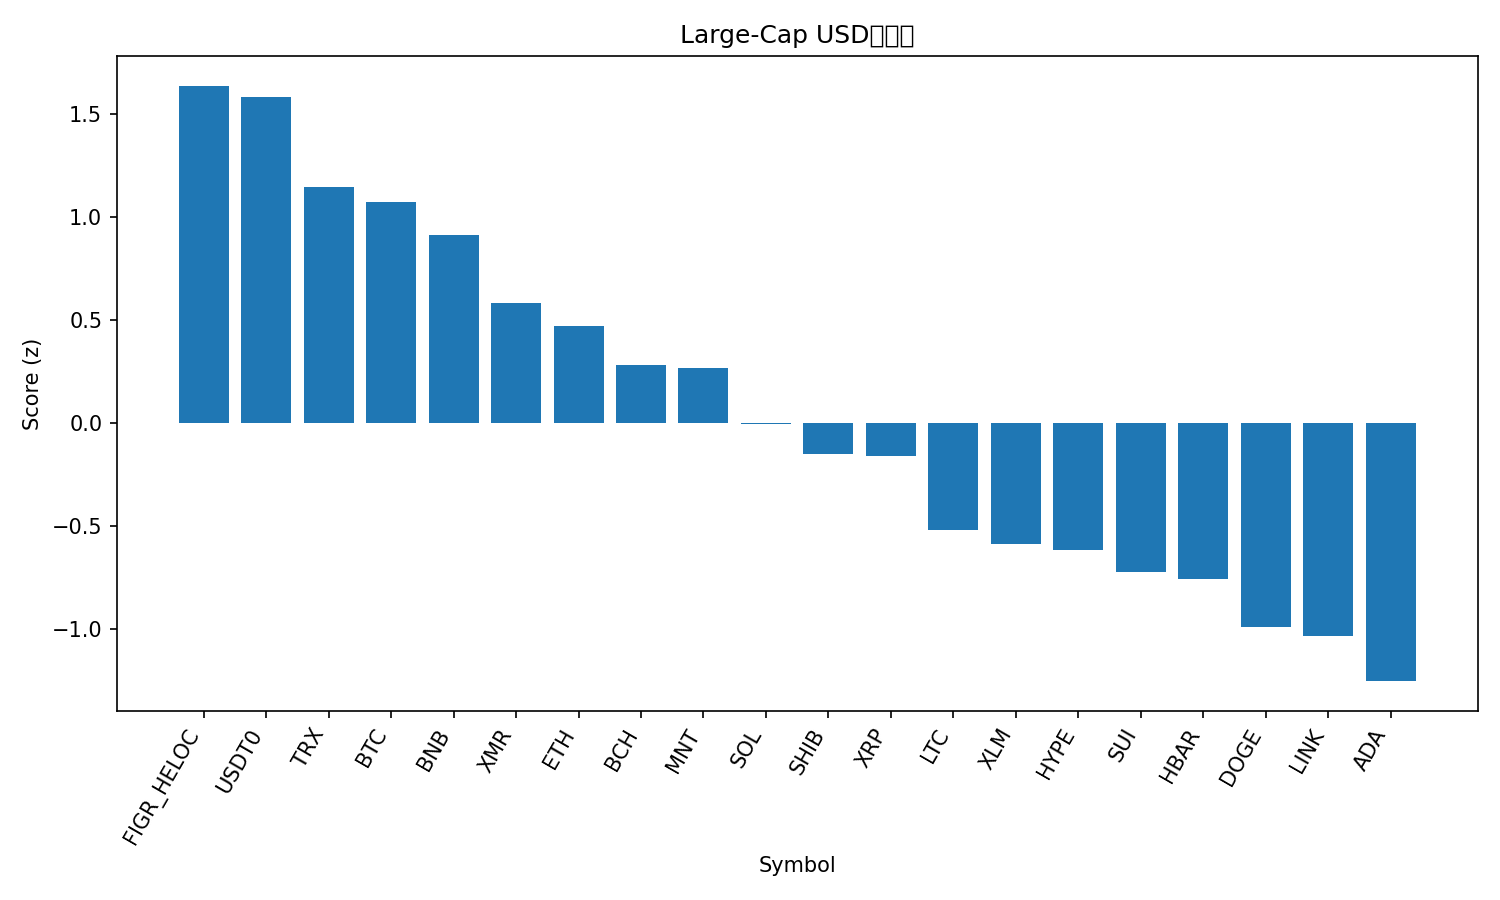 Large-Cap USD
Score (z)
1.5
1.0
0.5
0.0
−0.5
−1.0
FIGR_HELOC
USDT0
TRX
BTC
BNB
XMR
ETH
BCH
MNT
SOL
SHIB
XRP
LTC
XLM
HYPE
SUI
HBAR
DOGE
LINK
ADA
Symbol